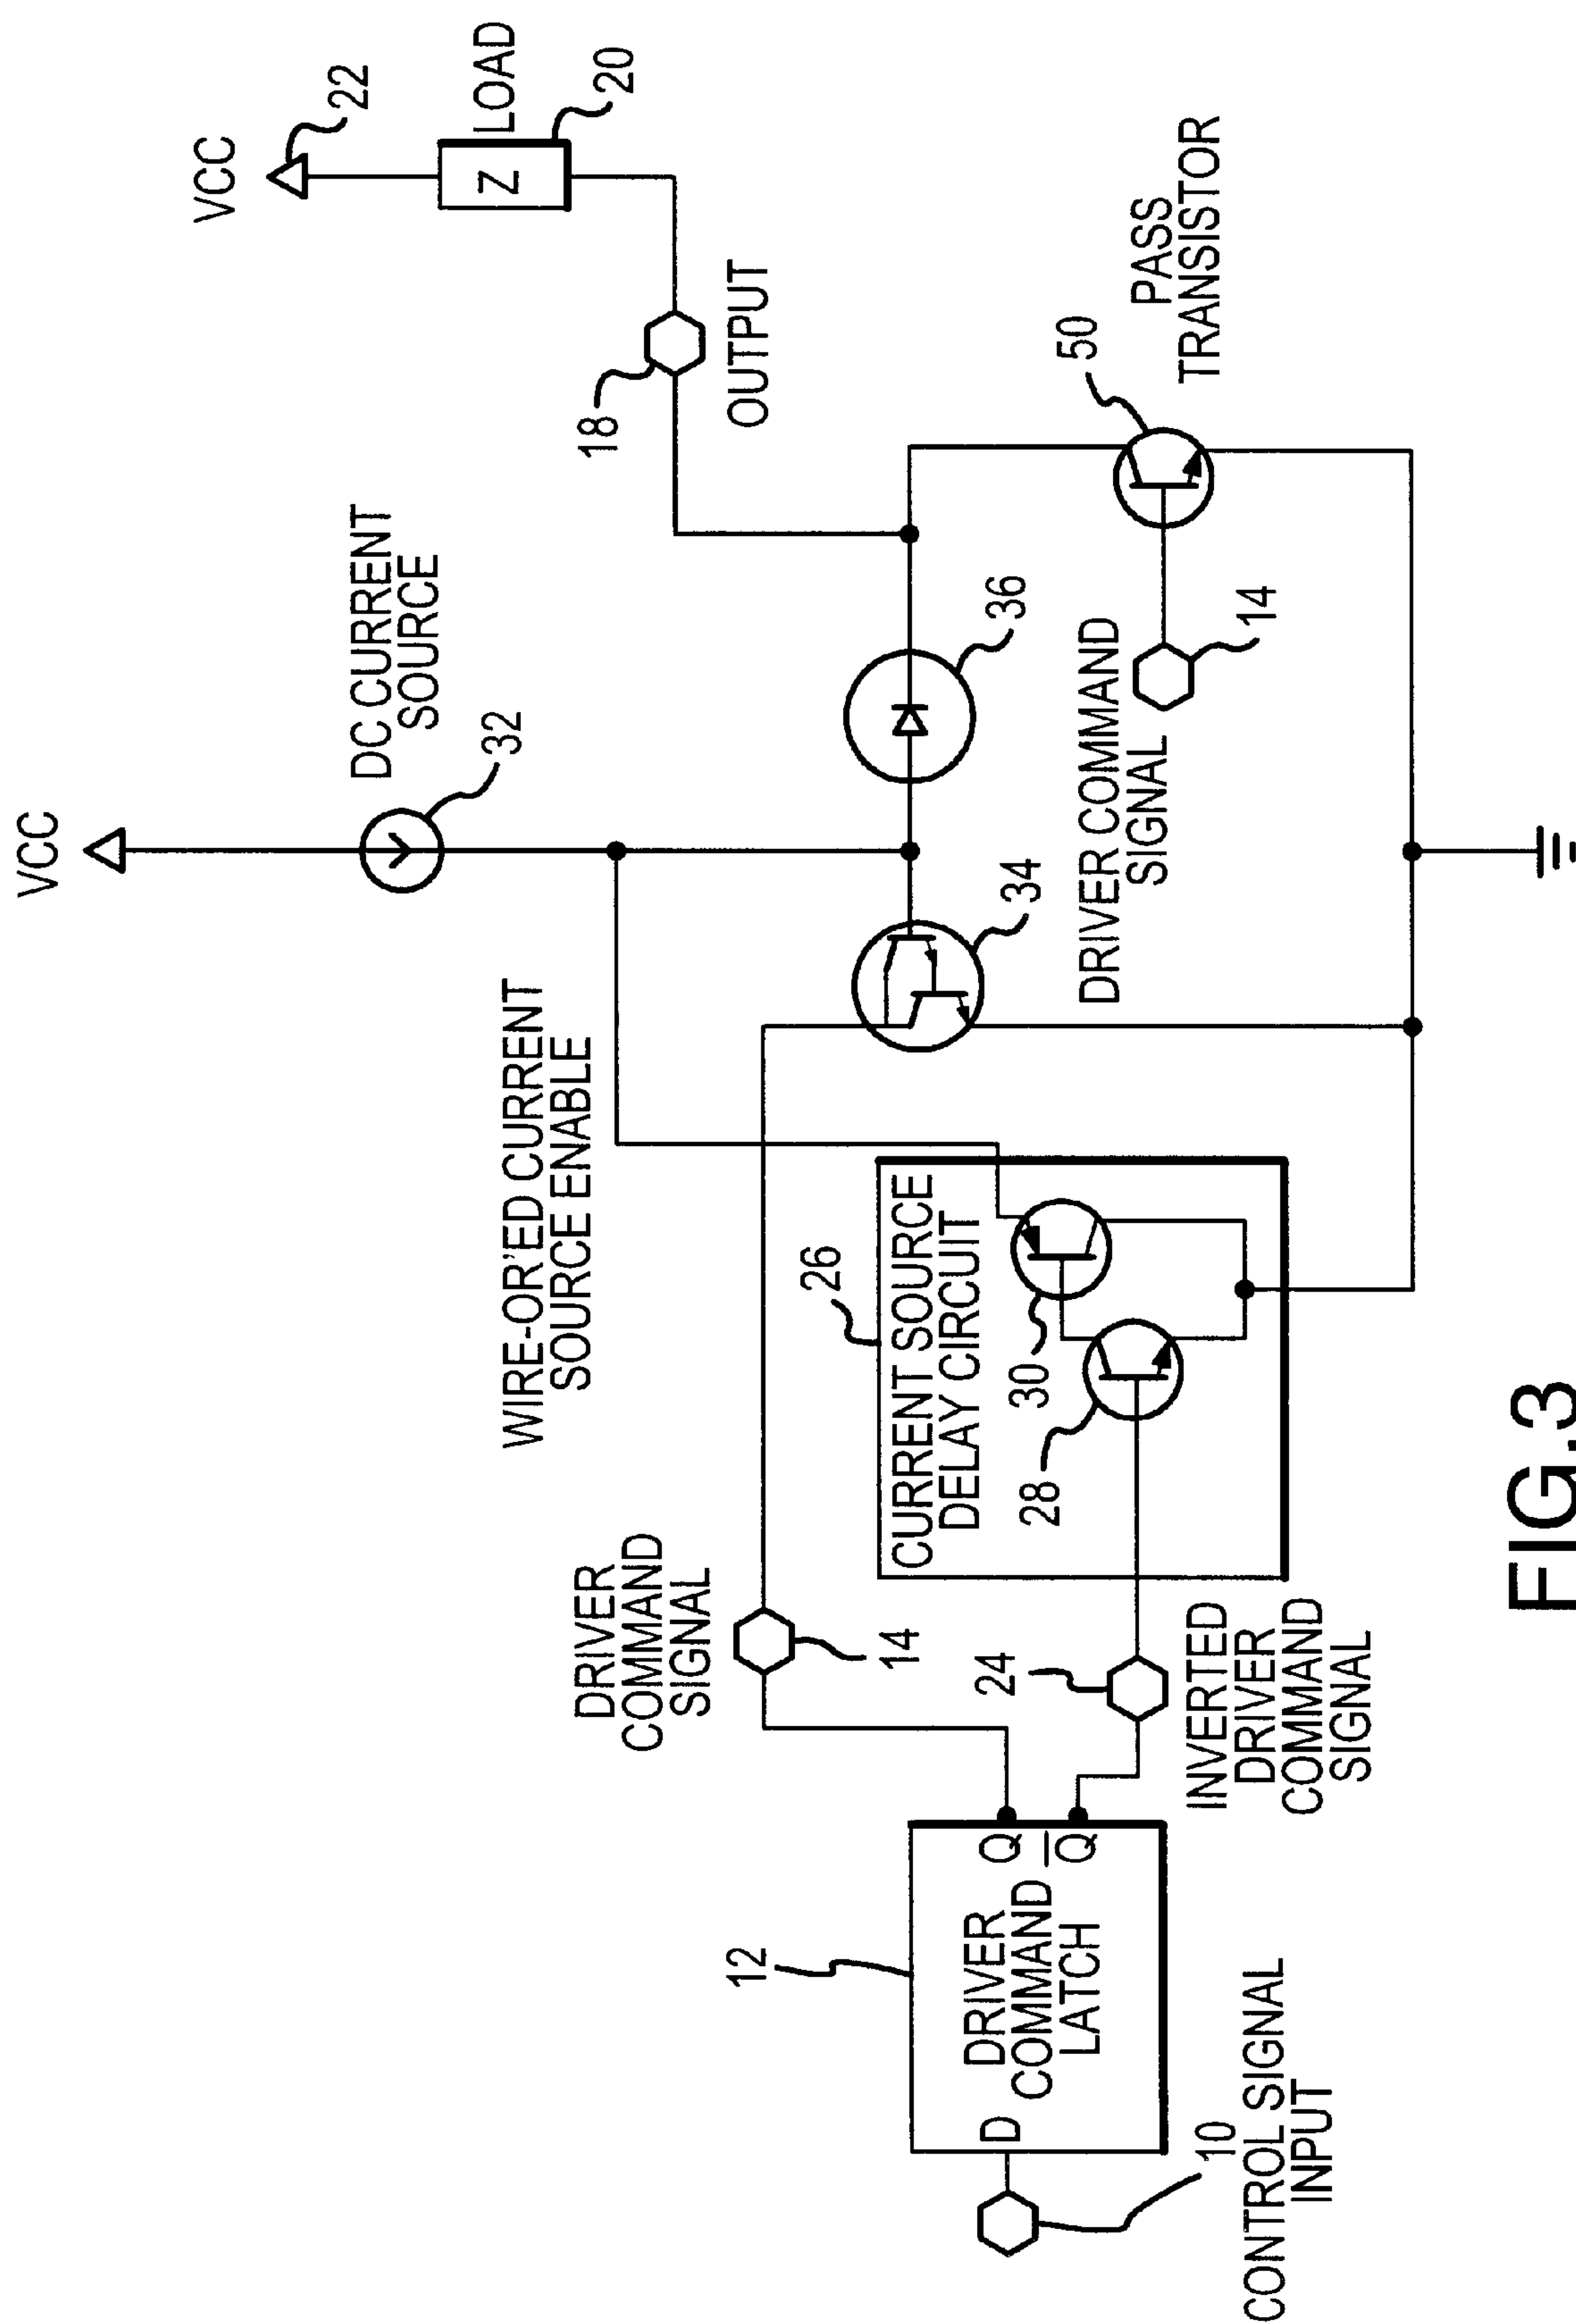 VCC
DC CURRENT
SOURCE
32
VCC
22
Z
LOAD
20
18
OUTPUT
WIRE-OR'ED CURRENT
SOURCE ENABLE
DRIVER
COMMAND
SIGNAL
14
34
36
50
PASS
TRANSISTOR
DRIVER COMMAND
SIGNAL
14
26
CURRENT SOURCE
DELAY CIRCUIT
30
28
12
D
DRIVER
COMMAND
LATCH
Q
Q̅
24
INVERTED
DRIVER
COMMAND
SIGNAL
10
CONTROL SIGNAL
INPUT
FIG.3